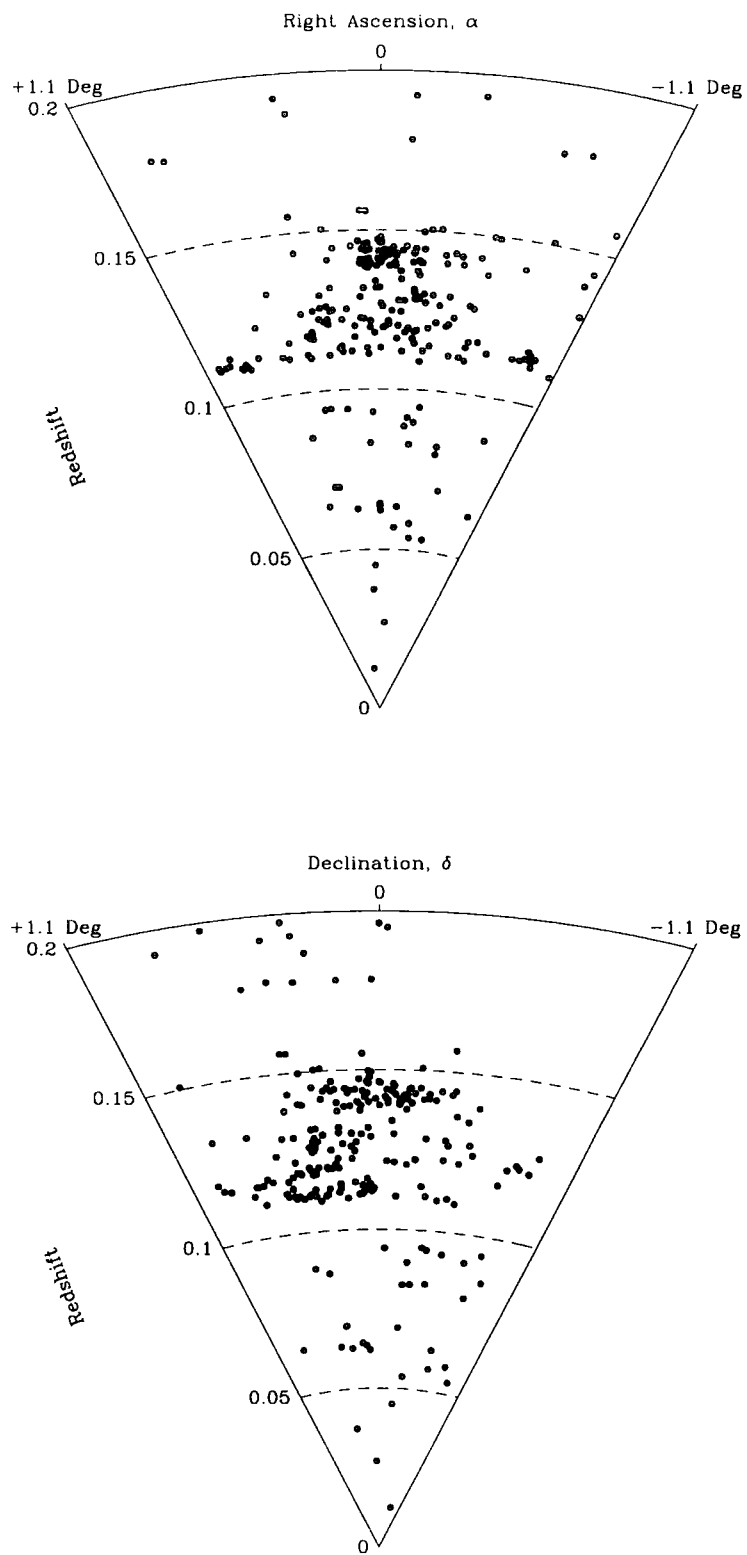 Right Ascension, α
0
+1.1 Deg
-1.1 Deg
0.2
0.15
0.1
Redshift
0.05
0
Declination, δ
0
+1.1 Deg
-1.1 Deg
0.2
0.15
0.1
Redshift
0.05
0